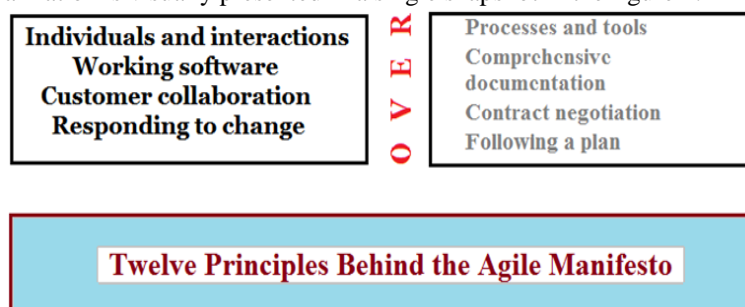 Individuals and interactions
Working software
Customer collaboration
Responding to change
OVER
Processes and tools
Comprehensive
documentation
Contract negotiation
Following a plan
Twelve Principles Behind the Agile Manifesto